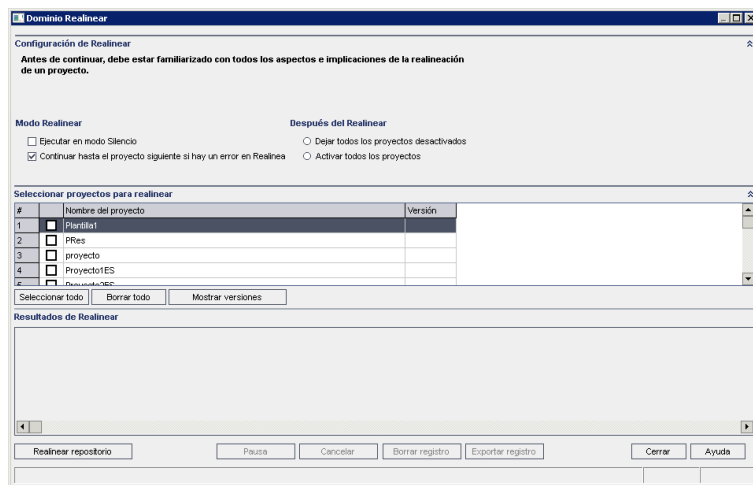 Dominio Realinear
Configuración de Realinear
Antes de continuar, debe estar familiarizado con todos los aspectos e implicaciones de la realineación
de un proyecto.
Modo Realinear
Después del Realinear
Ejecutar en modo Silencio
Dejar todos los proyectos desactivados
Continuar hasta el proyecto siguiente si hay un error en Realinea
Activar todos los proyectos
Seleccionar proyectos para realinear
# Nombre del proyecto Versión
1 Plantilla1
2 PRes
3 proyecto
4 Proyecto1ES
5 Proyecto2ES
Seleccionar todo Borrar todo Mostrar versiones
Resultados de Realinear
Realinear repositorio Pausa Cancelar Borrar registro Exportar registro Cerrar Ayuda